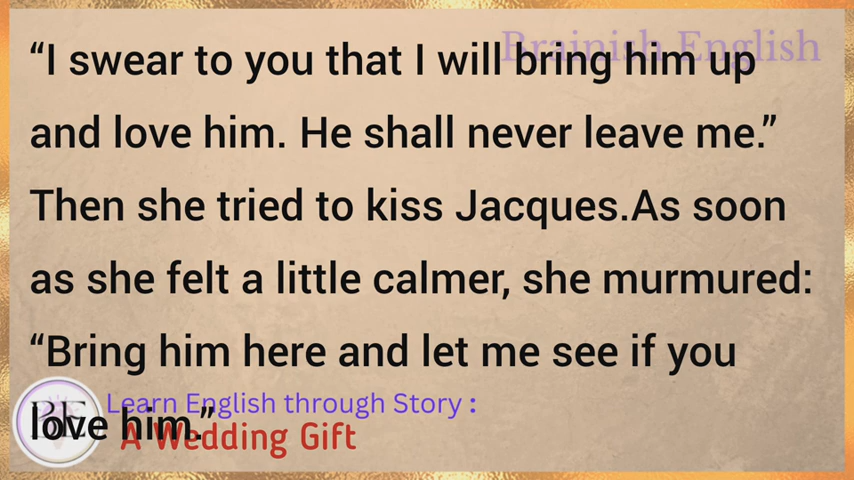 Brainish English
“I swear to you that I will bring him up
and love him. He shall never leave me.”
Then she tried to kiss Jacques.As soon
as she felt a little calmer, she murmured:
“Bring him here and let me see if you
love him.”
BE
Learn English through Story :
A Wedding Gift